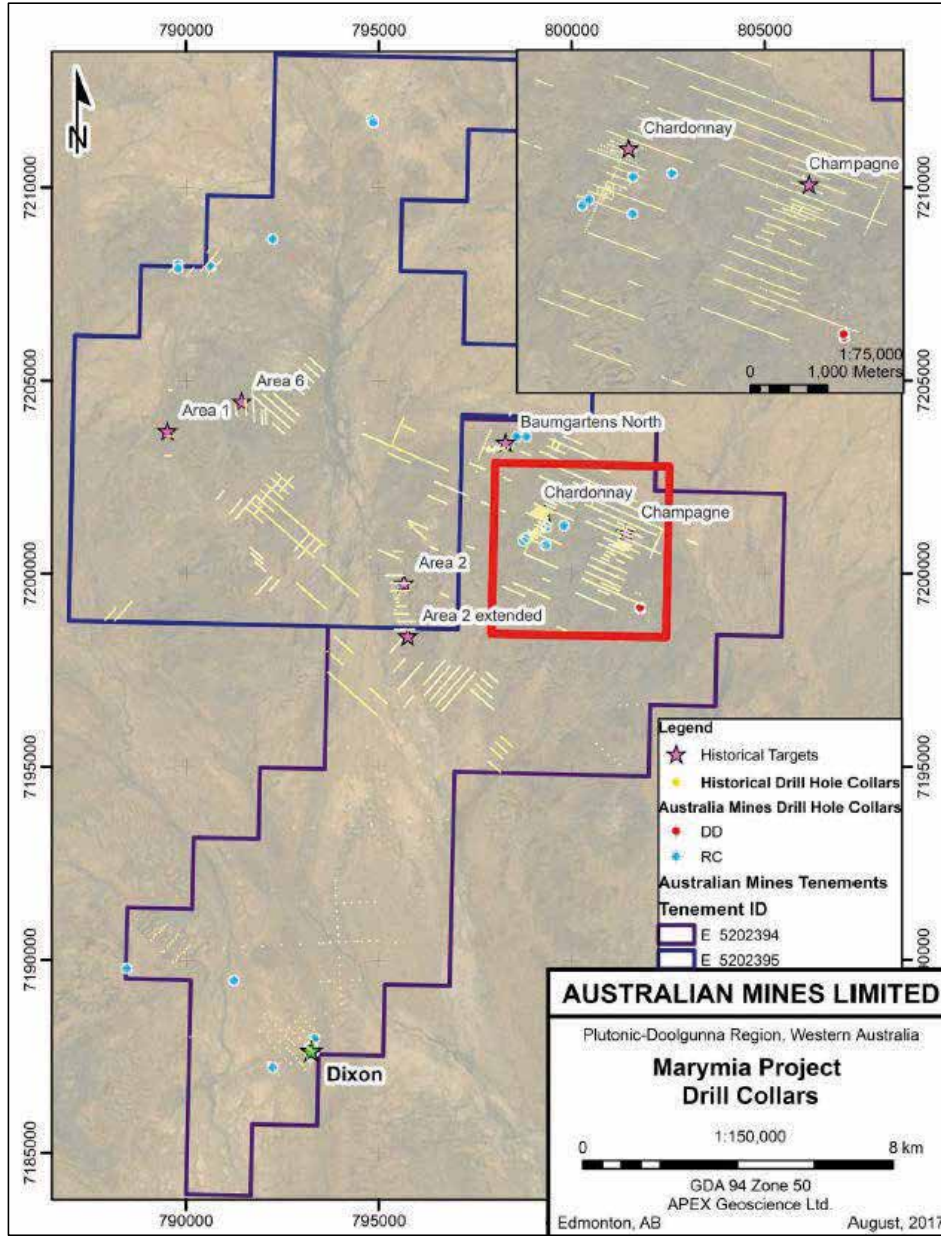 790000
795000
800000
805000
N
Chardonnay
Champagne
1:75,000
0 1,000 Meters
7210000
7210000
7205000
7205000
Area 6
Area 1
Baumgartens North
Chardonnay
Champagne
7200000
7200000
Area 2
Area 2 extended
7195000
7195000
Legend
Historical Targets
Historical Drill Hole Collars
Australia Mines Drill Hole Collars
DD
RC
Australian Mines Tenements
Tenement ID
E 5202394
E 5202395
7190000
Dixon
7185000
790000
795000
AUSTRALIAN MINES LIMITED
Plutonic-Doolgunna Region, Western Australia
Marymia Project
Drill Collars
1:150,000
0 8 km
GDA 94 Zone 50
APEX Geoscience Ltd.
Edmonton, AB August, 2017